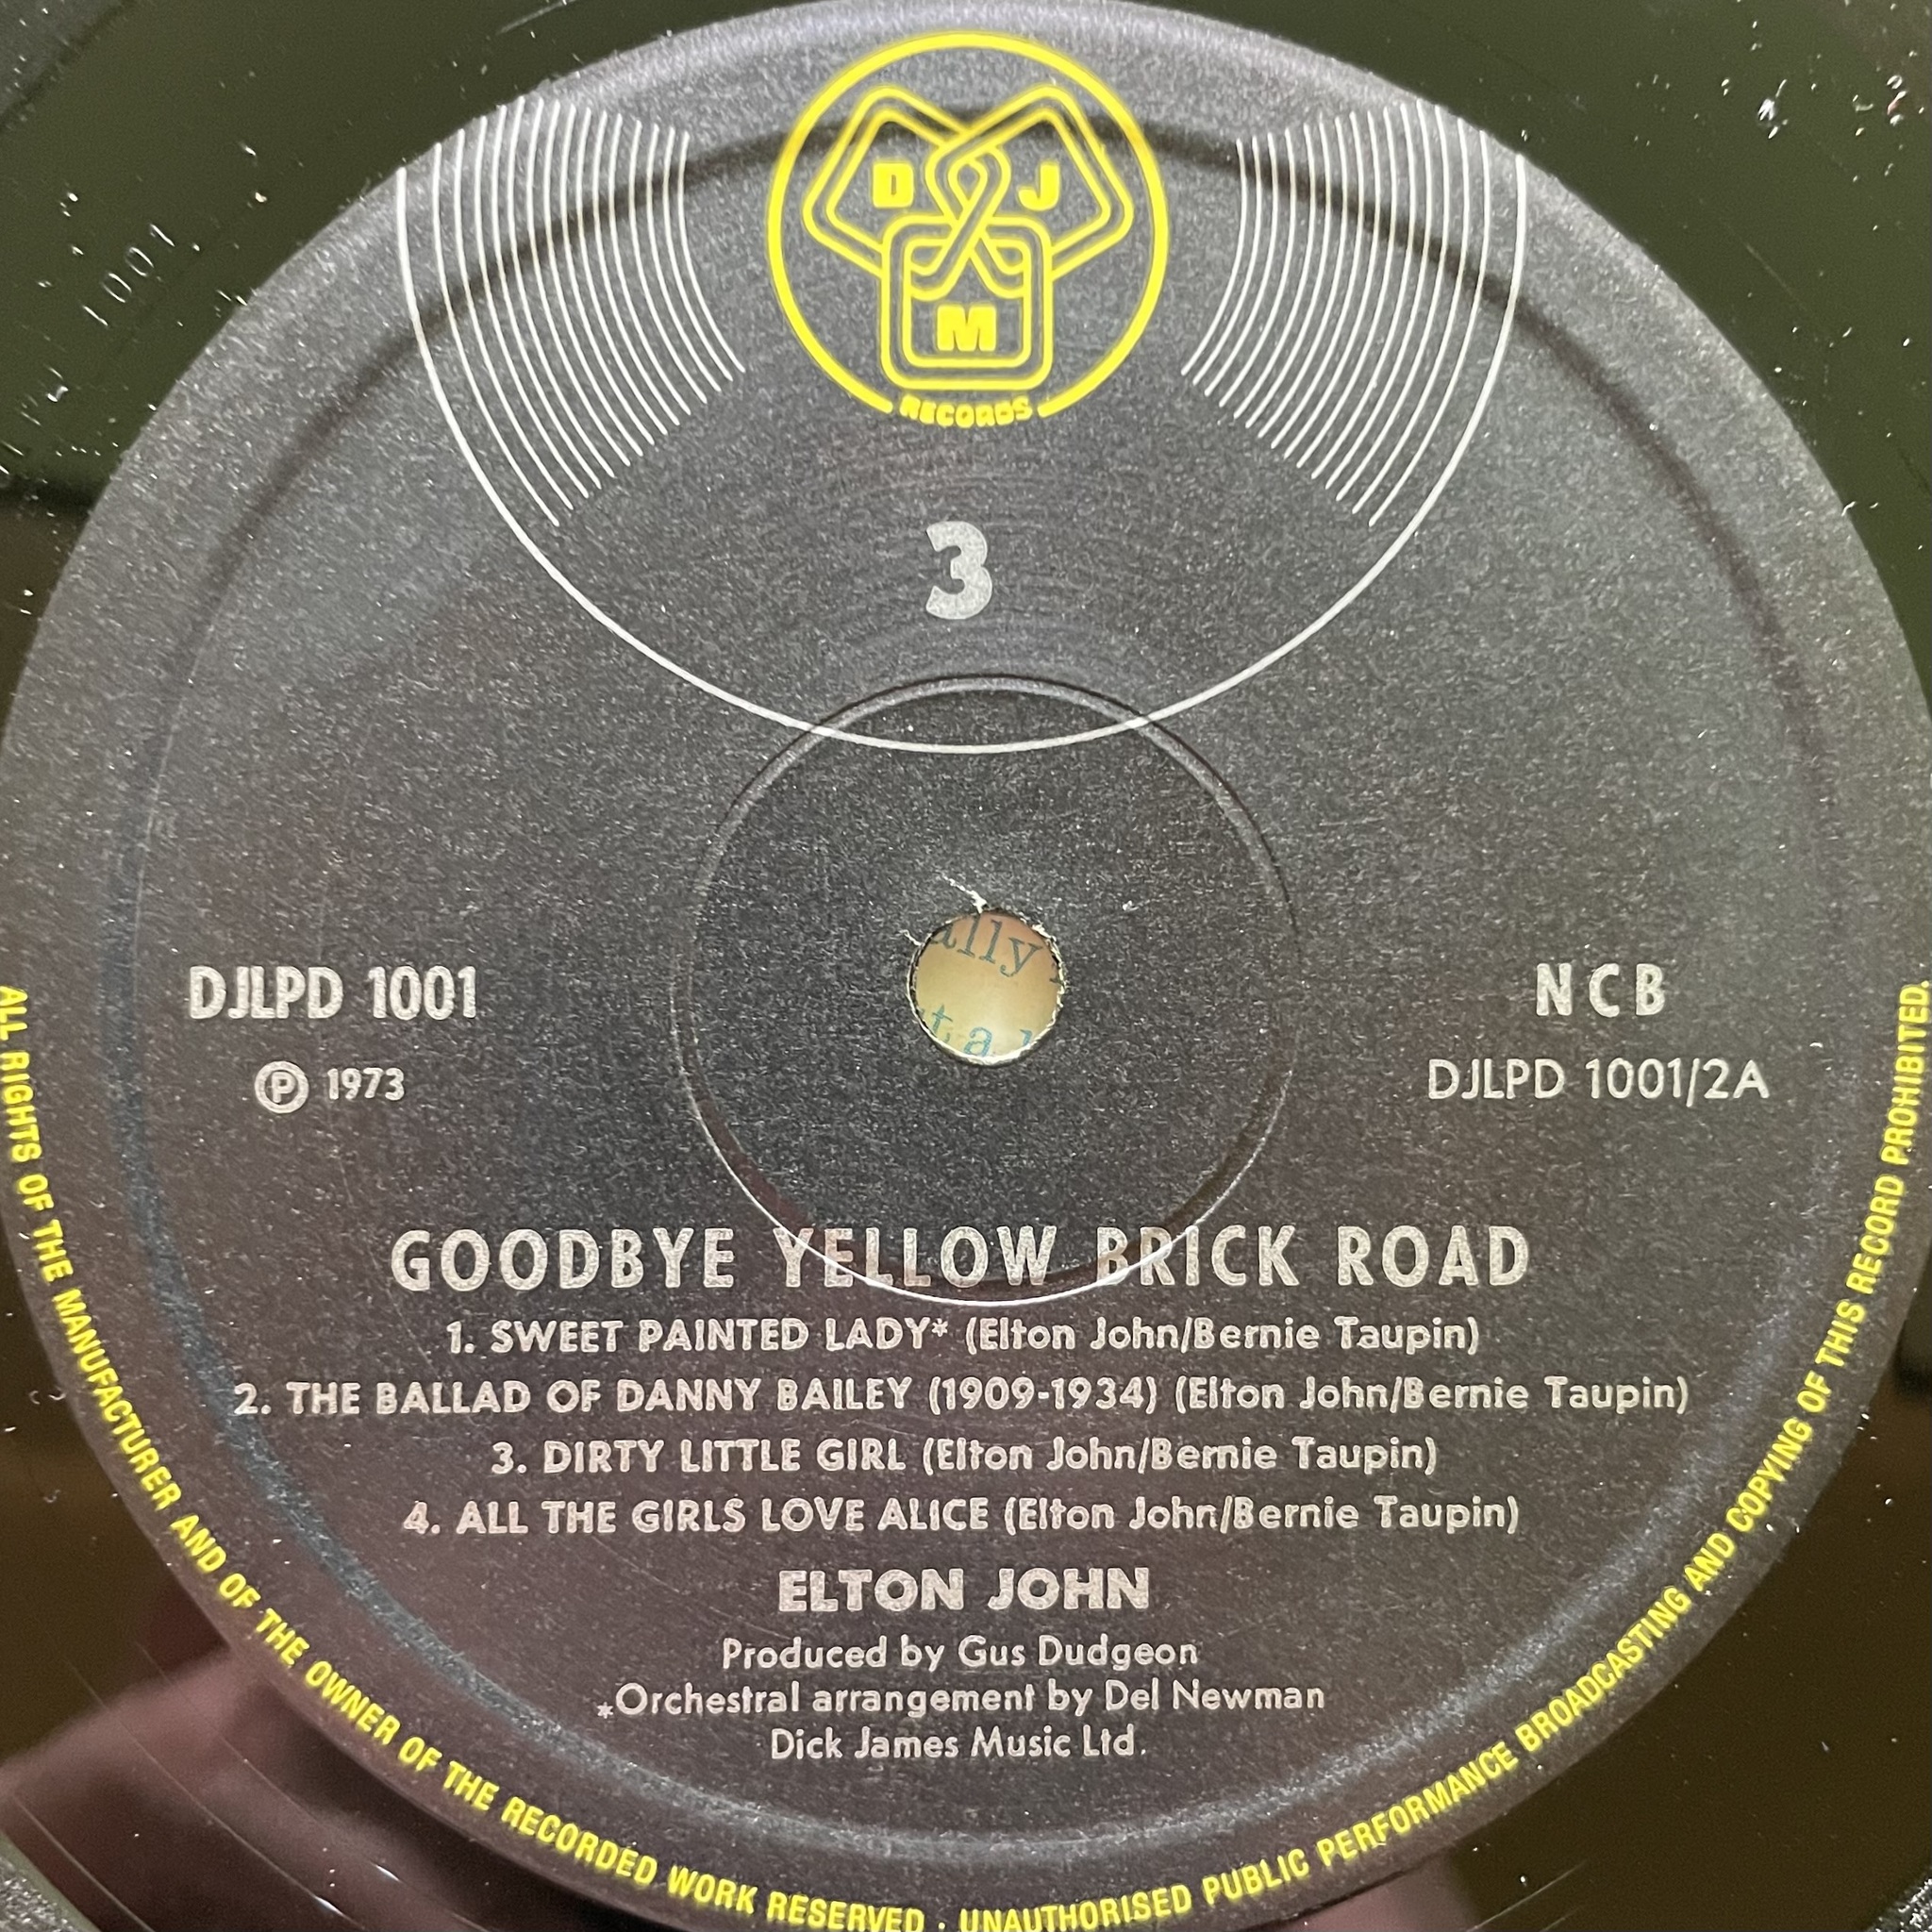 D J
M
RECORDS
1001
3
DJLPD 1001
℗ 1973
NCB
DJLPD 1001/2A
ally
GOODBYE YELLOW BRICK ROAD
1. SWEET PAINTED LADY* (Elton John/Bernie Taupin)
2. THE BALLAD OF DANNY BAILEY (1909-1934) (Elton John/Bernie Taupin)
3. DIRTY LITTLE GIRL (Elton John/Bernie Taupin)
4. ALL THE GIRLS LOVE ALICE (Elton John/Bernie Taupin)
ELTON JOHN
Produced by Gus Dudgeon
*Orchestral arrangement by Del Newman
Dick James Music Ltd.
ALL RIGHTS OF THE MANUFACTURER AND OF THE OWNER OF THE RECORDED WORK RESERVED · UNAUTHORISED PUBLIC PERFORMANCE BROADCASTING AND COPYING OF THIS RECORD PROHIBITED.